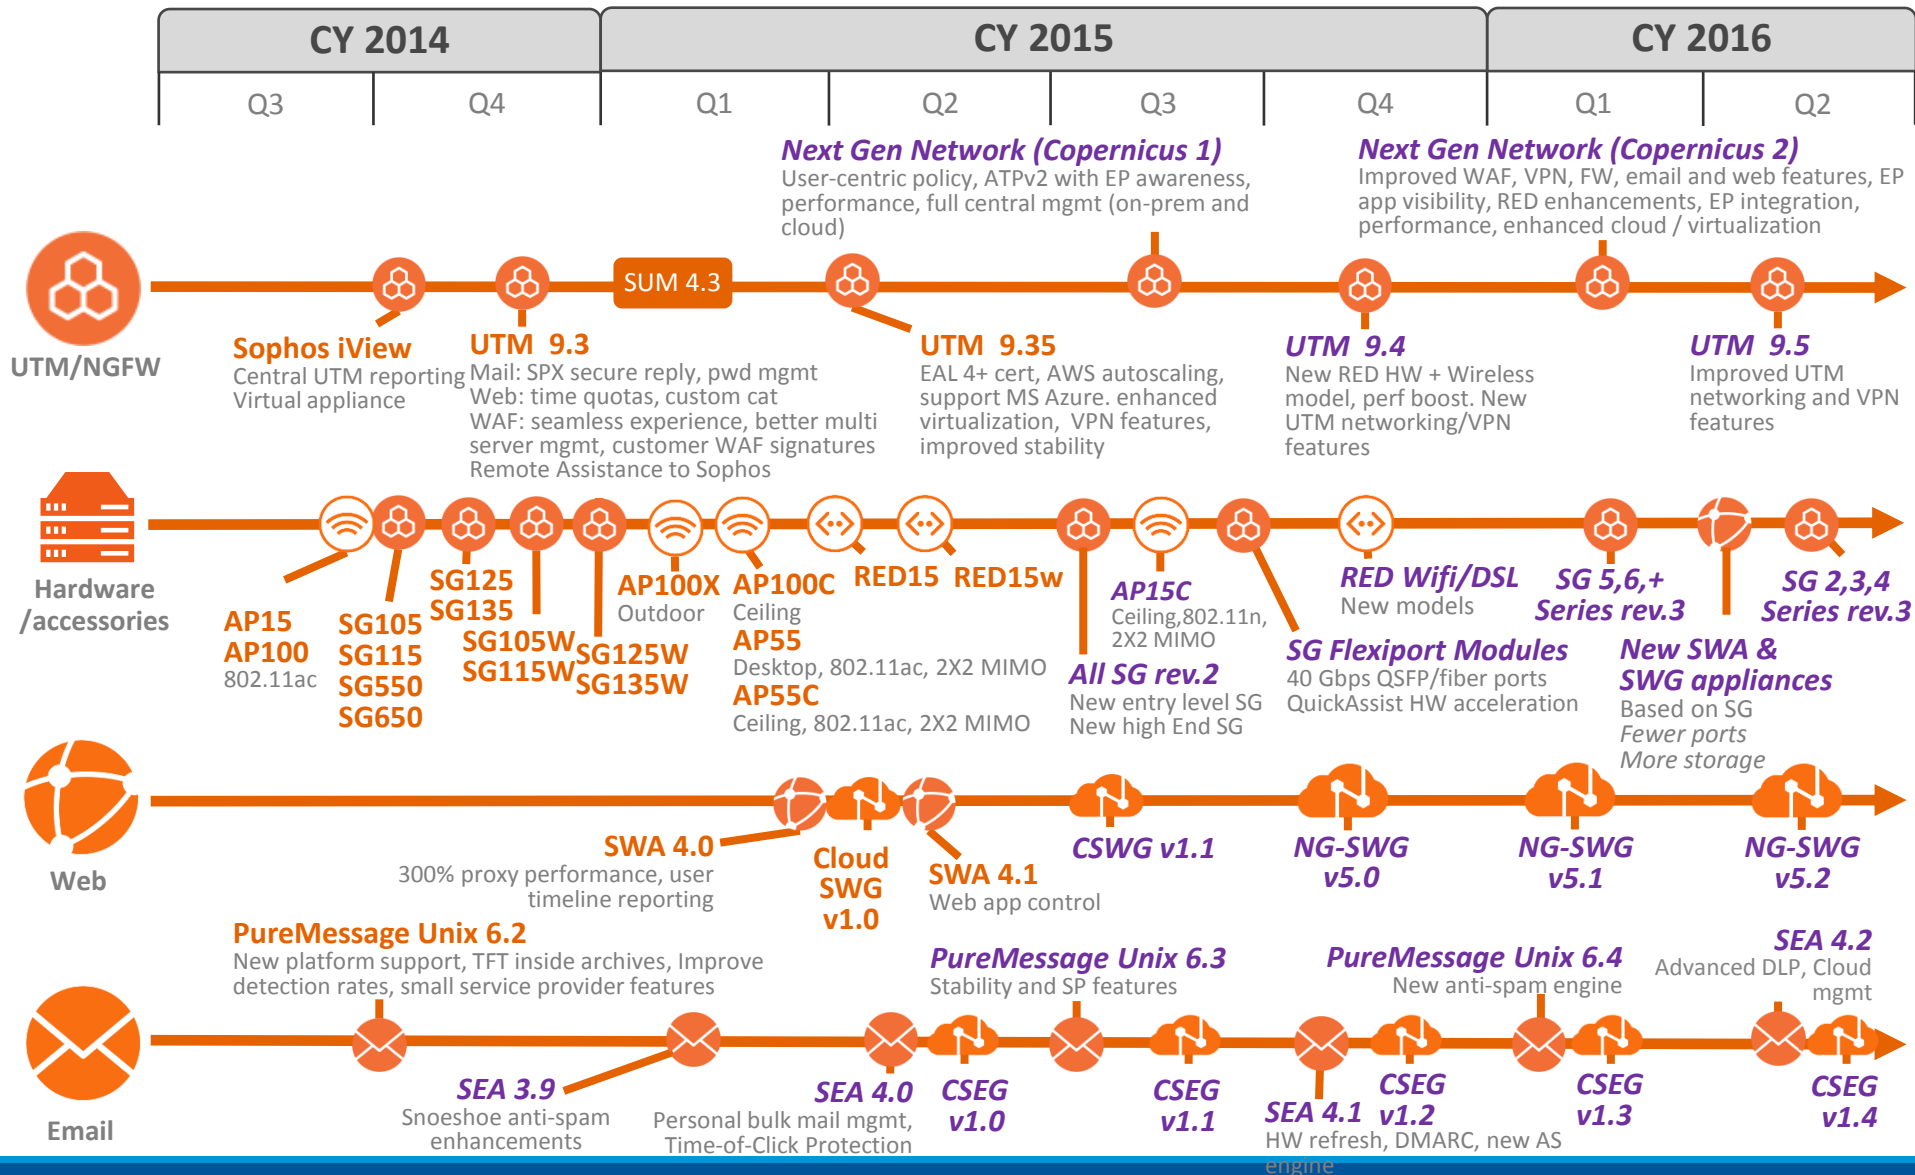 CY 2014
CY 2015
CY 2016
Q3
Q4
Q1
Q2
Q3
Q4
Q1
Q2
Next Gen Network (Copernicus 1)
User-centric policy, ATPv2 with EP awareness,
performance, full central mgmt (on-prem and
cloud)
Next Gen Network (Copernicus 2)
Improved WAF, VPN, FW, email and web features, EP
app visibility, RED enhancements, EP integration,
performance, enhanced cloud / virtualization
UTM/NGFW
SUM 4.3
Sophos iView
Central UTM reporting
Virtual appliance
UTM 9.3
Mail: SPX secure reply, pwd mgmt
Web: time quotas, custom cat
WAF: seamless experience, better multi
server mgmt, customer WAF signatures
Remote Assistance to Sophos
UTM 9.35
EAL 4+ cert, AWS autoscaling,
support MS Azure. enhanced
virtualization, VPN features,
improved stability
UTM 9.4
New RED HW + Wireless
model, perf boost. New
UTM networking/VPN
features
UTM 9.5
Improved UTM
networking and VPN
features
Hardware
/accessories
AP15
AP100
802.11ac
SG105
SG115
SG550
SG650
SG125
SG135
SG105W
SG115W
SG125W
SG135W
AP100X
Outdoor
AP100C
Ceiling
AP55
Desktop, 802.11ac, 2X2 MIMO
AP55C
Ceiling, 802.11ac, 2X2 MIMO
RED15
RED15w
All SG rev.2
New entry level SG
New high End SG
AP15C
Ceiling,802.11n,
2X2 MIMO
SG Flexiport Modules
40 Gbps QSFP/fiber ports
QuickAssist HW acceleration
RED Wifi/DSL
New models
SG 5,6,+
Series rev.3
New SWA &
SWG appliances
Based on SG
Fewer ports
More storage
SG 2,3,4
Series rev.3
Web
SWA 4.0
300% proxy performance, user
timeline reporting
Cloud
SWG
v1.0
SWA 4.1
Web app control
CSWG v1.1
NG-SWG
v5.0
NG-SWG
v5.1
NG-SWG
v5.2
Email
PureMessage Unix 6.2
New platform support, TFT inside archives, Improve
detection rates, small service provider features
SEA 3.9
Snoeshoe anti-spam
enhancements
SEA 4.0
Personal bulk mail mgmt,
Time-of-Click Protection
CSEG
v1.0
PureMessage Unix 6.3
Stability and SP features
CSEG
v1.1
SEA 4.1
HW refresh, DMARC, new AS
engine
CSEG
v1.2
PureMessage Unix 6.4
New anti-spam engine
CSEG
v1.3
SEA 4.2
Advanced DLP, Cloud
mgmt
CSEG
v1.4